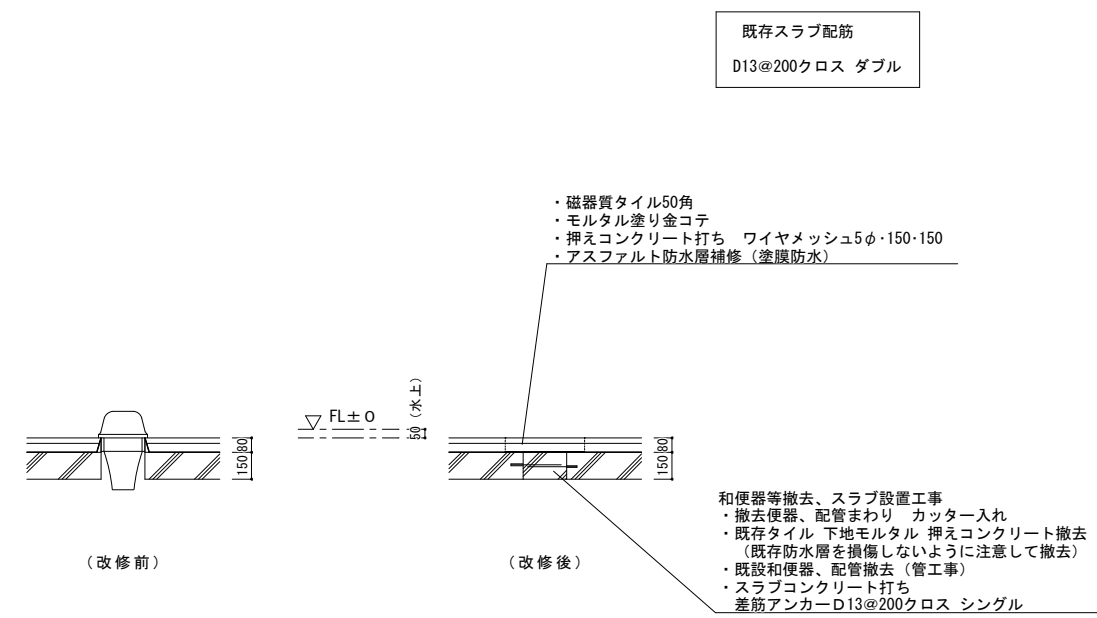 既存スラブ配筋
D13@200クロス ダブル
・磁器質タイル50角
・モルタル塗り金コテ
・押えコンクリート打ち　ワイヤメッシュ5φ・150・150
・アスファルト防水層補修（塗膜防水）
FL±0
50（水上）
150 80
150 80
（改修前）
（改修後）
和便器等撤去、スラブ設置工事
・撤去便器、配管まわり　カッター入れ
・既存タイル 下地モルタル 押えコンクリート撤去
（既存防水層を損傷しないように注意して撤去）
・既設和便器、配管撤去（管工事）
・スラブコンクリート打ち
差筋アンカーD13@200クロス シングル